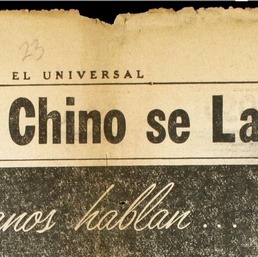 23
EL UNIVERSAL
Chino se La
hablan...